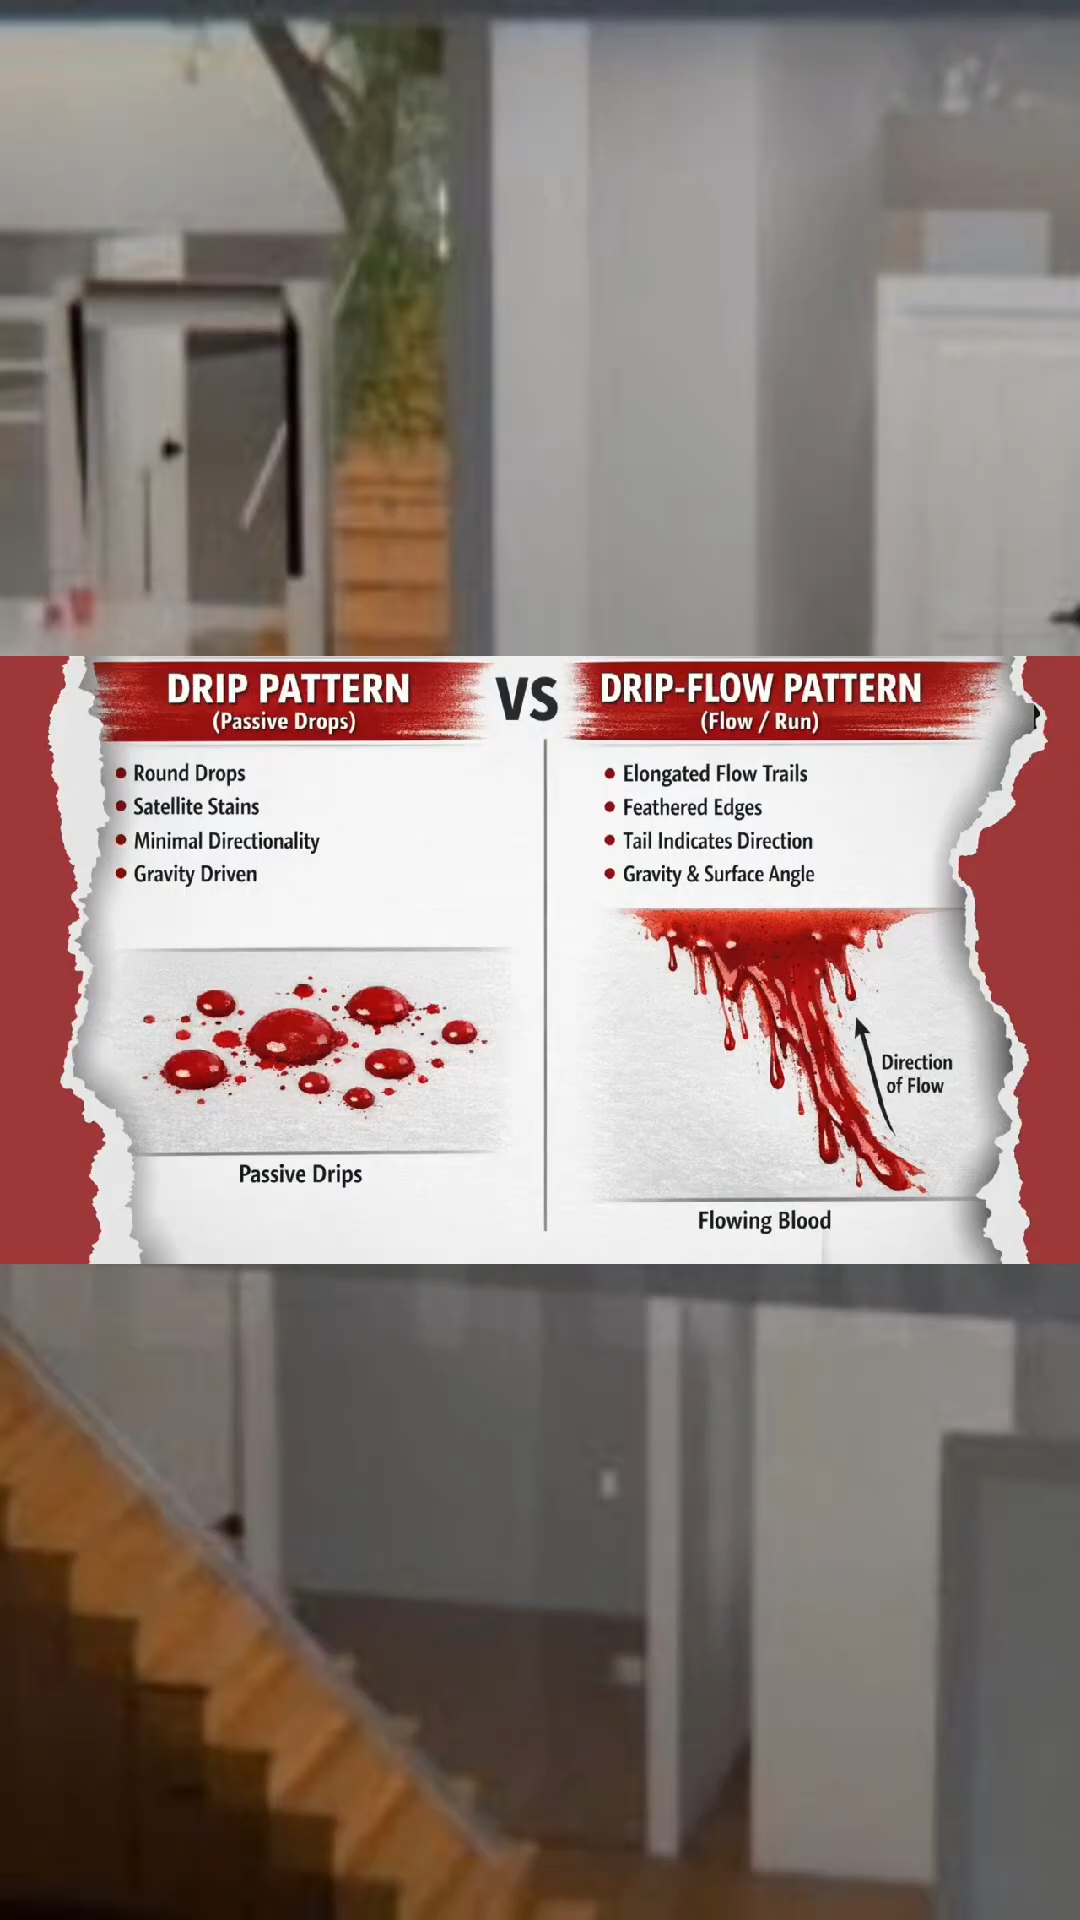 DRIP PATTERN
(Passive Drops)
VS
DRIP-FLOW PATTERN
(Flow / Run)
Round Drops
Satellite Stains
Minimal Directionality
Gravity Driven
Elongated Flow Trails
Feathered Edges
Tail Indicates Direction
Gravity & Surface Angle
Direction
of Flow
Passive Drips
Flowing Blood